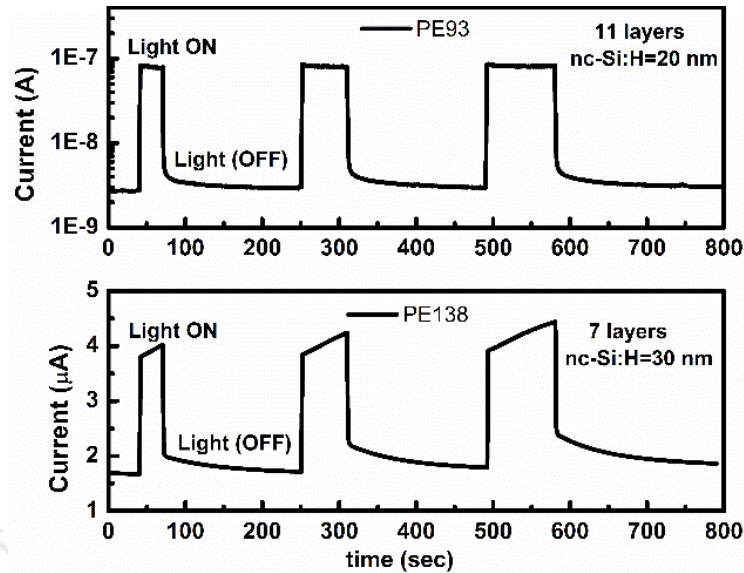 Light ON
PE93
11 layers
nc-Si:H=20 nm
Light (OFF)
Current (A)
1E-7
1E-8
1E-9
0 100 200 300 400 500 600 700 800
Light ON
PE138
7 layers
nc-Si:H=30 nm
Light (OFF)
Current (μA)
5
4
3
2
1
0 100 200 300 400 500 600 700 800
time (sec)